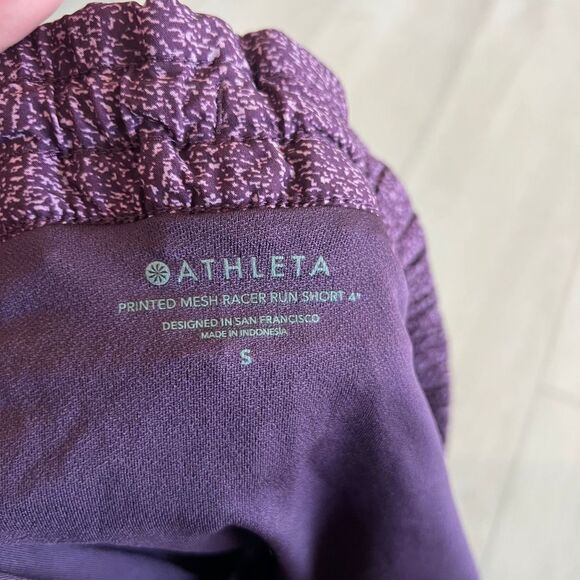 ATHLETA
PRINTED MESH RACER RUN SHORT 4"
DESIGNED IN SAN FRANCISCO
MADE IN INDONESIA
S